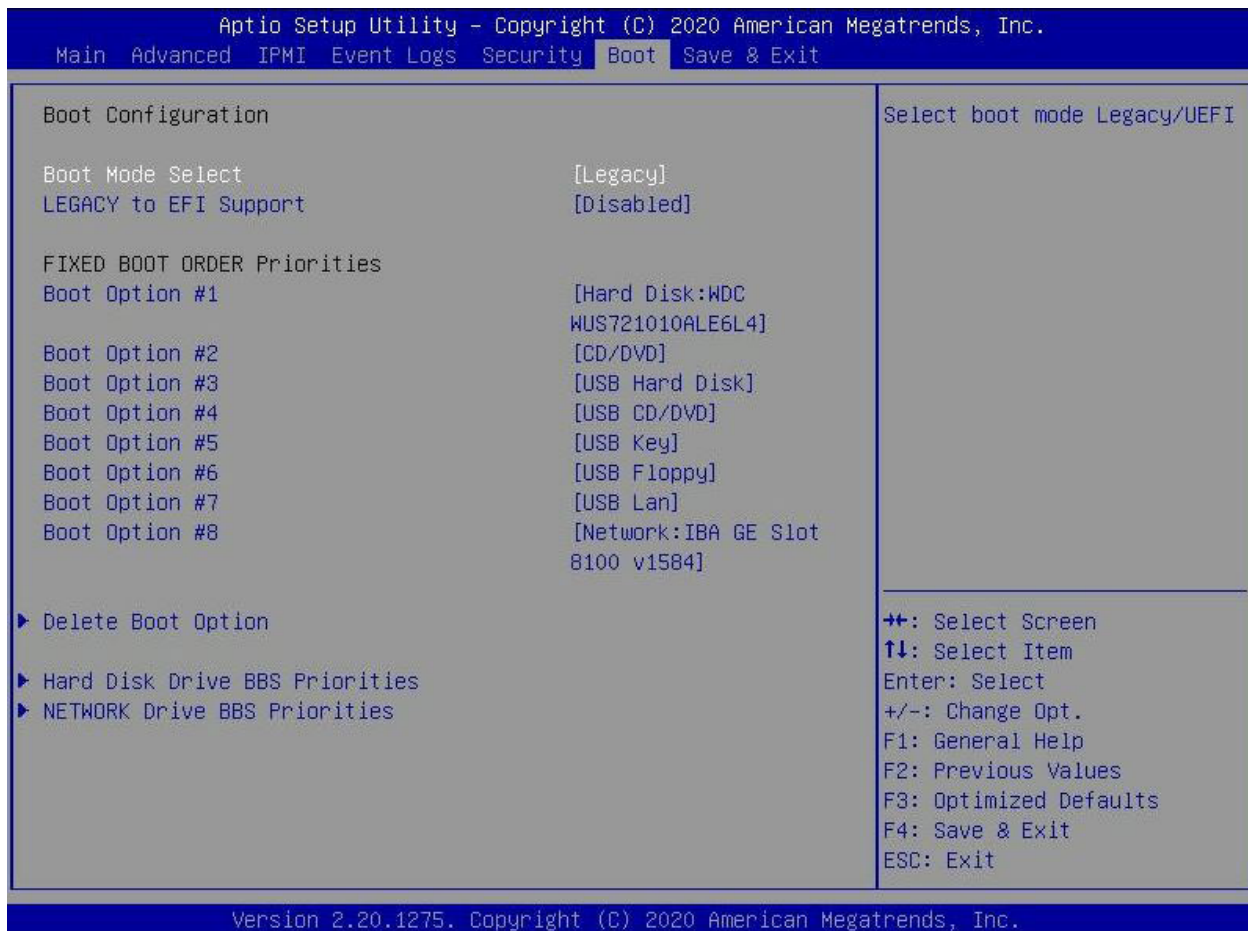 Aptio Setup Utility – Copyright (C) 2020 American Megatrends, Inc.
Main Advanced IPMI Event Logs Security Boot Save & Exit
Boot Configuration
Boot Mode Select [Legacy]
LEGACY to EFI Support [Disabled]
FIXED BOOT ORDER Priorities
Boot Option #1 [Hard Disk:WDC
WUS721010ALE6L4]
Boot Option #2 [CD/DVD]
Boot Option #3 [USB Hard Disk]
Boot Option #4 [USB CD/DVD]
Boot Option #5 [USB Key]
Boot Option #6 [USB Floppy]
Boot Option #7 [USB Lan]
Boot Option #8 [Network:IBA GE Slot
8100 v1584]
Delete Boot Option
Hard Disk Drive BBS Priorities
NETWORK Drive BBS Priorities
Select boot mode Legacy/UEFI
→←: Select Screen
↑↓: Select Item
Enter: Select
+/-: Change Opt.
F1: General Help
F2: Previous Values
F3: Optimized Defaults
F4: Save & Exit
ESC: Exit
Version 2.20.1275. Copyright (C) 2020 American Megatrends, Inc.